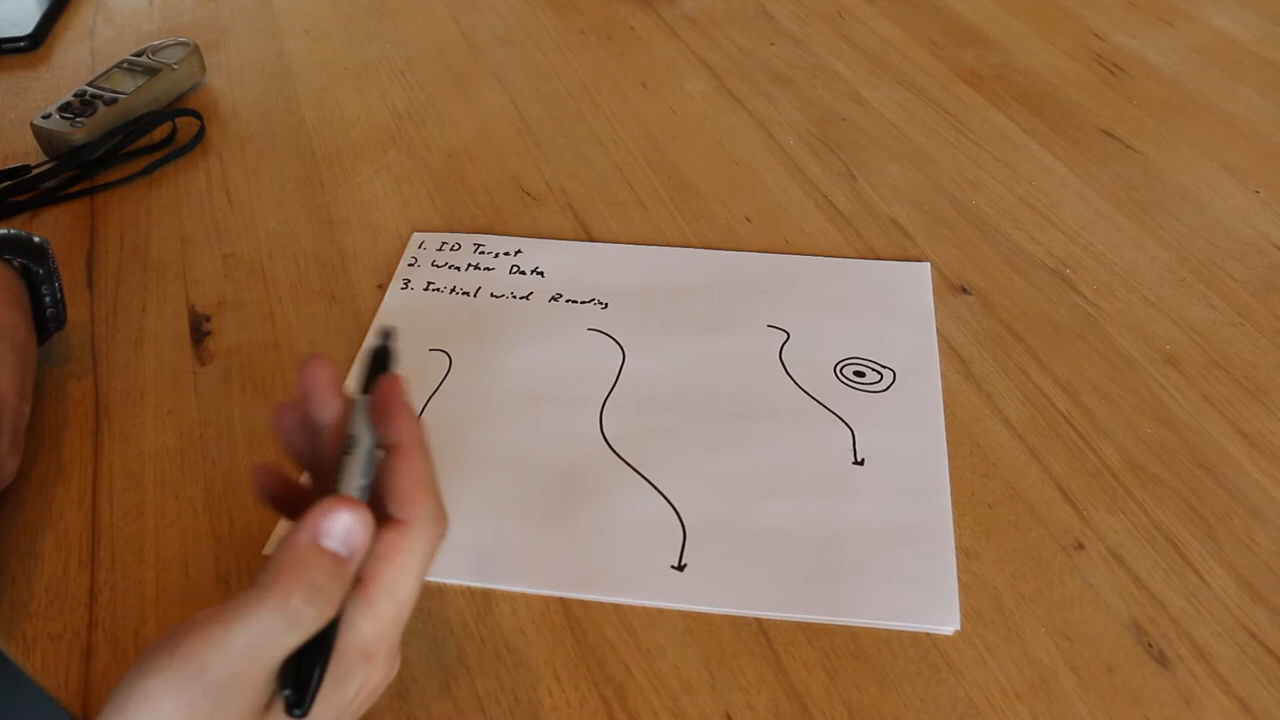 1. ID Target
2. Weather Data
3. Initial wind Reading